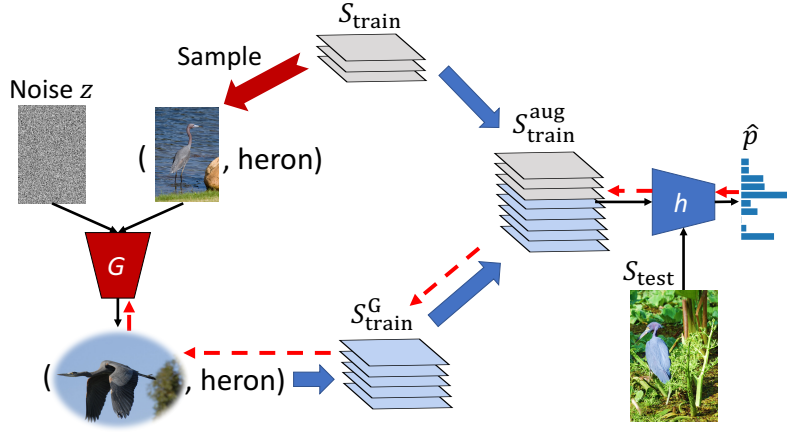 S_train
Sample
Noise z
( , heron)
S_train^aug
p̂
G
h
S_test
S_train^G
( , heron)